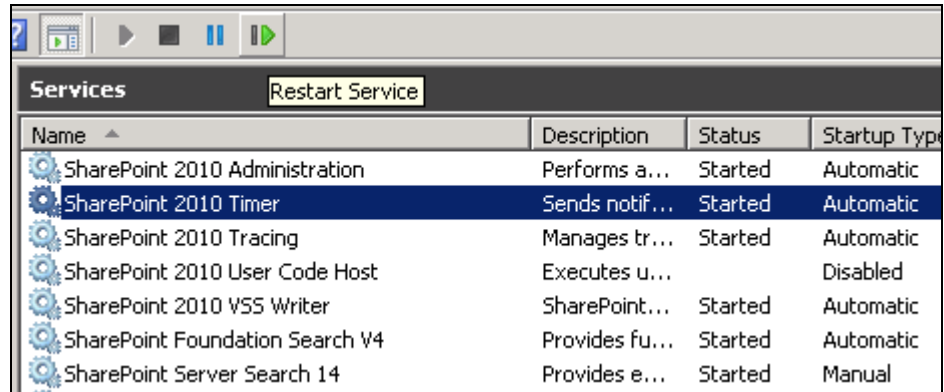 ?
Services
Restart Service
Name Description Status Startup Type
SharePoint 2010 Administration Performs a... Started Automatic
SharePoint 2010 Timer Sends notif... Started Automatic
SharePoint 2010 Tracing Manages tr... Started Automatic
SharePoint 2010 User Code Host Executes u... Disabled
SharePoint 2010 VSS Writer SharePoint... Started Automatic
SharePoint Foundation Search V4 Provides fu... Started Automatic
SharePoint Server Search 14 Provides e... Started Manual